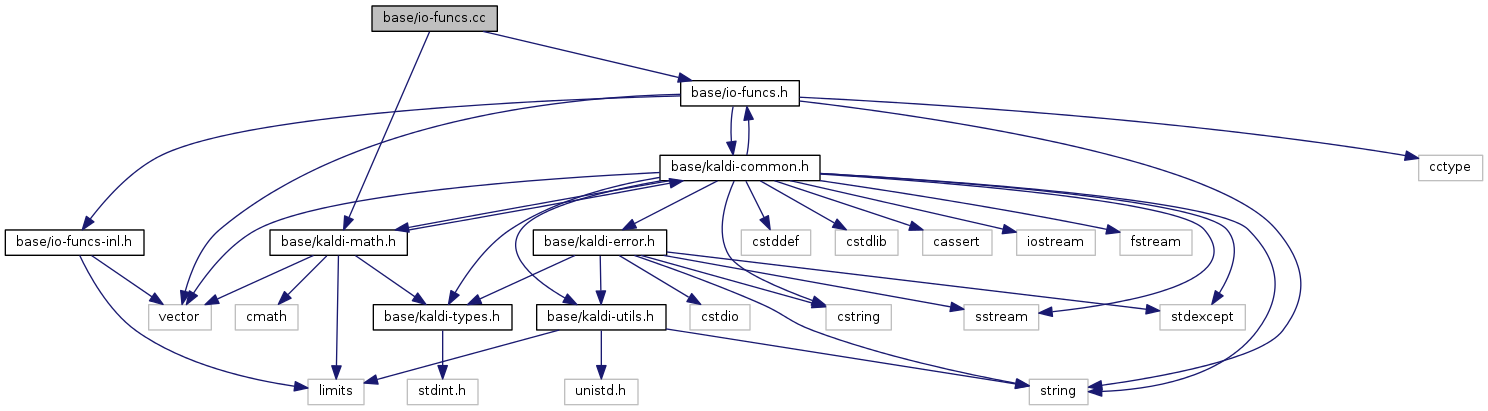 base/io-funcs.cc
base/io-funcs.h
base/kaldi-common.h
cctype
base/io-funcs-inl.h
base/kaldi-math.h
base/kaldi-error.h
cstddef
cstdlib
cassert
iostream
fstream
vector
cmath
base/kaldi-types.h
base/kaldi-utils.h
cstdio
cstring
sstream
stdexcept
limits
stdint.h
unistd.h
string